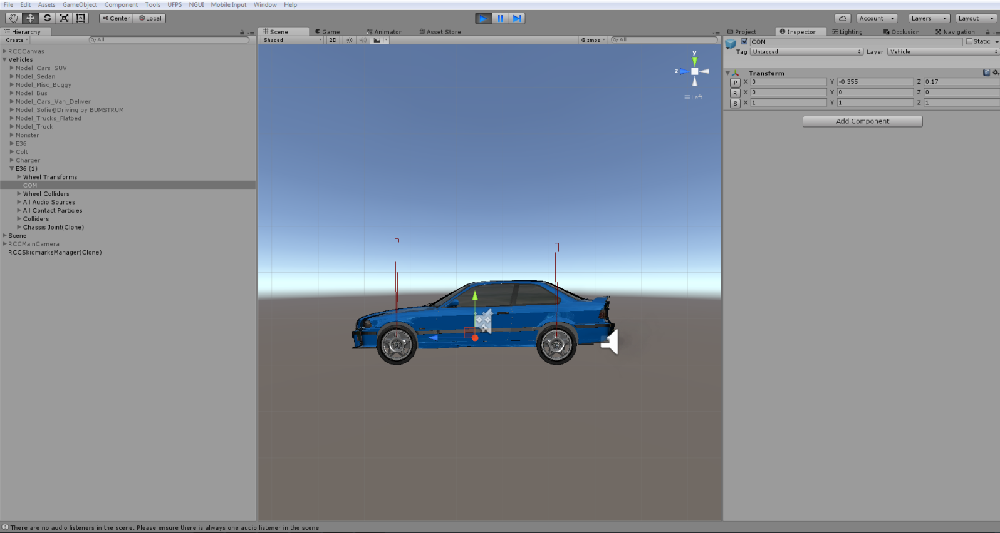 File Edit Assets GameObject Component Tools UFPS NGUI Mobile Input Window Help
Center Local Account Layers Layout
Hierarchy
Create All
RCCCanvas
Vehicles
Model_Cars_SUV
Model_Sedan
Model_Misc_Buggy
Model_Bus
Model_Cars_Van_Deliver
Model_Sofie@Driving by BUMSTRUM
Model_Trucks_Flatbed
Model_Truck
Monster
E36
Colt
Charger
E36 (1)
Wheel Transforms
COM
Wheel Colliders
All Audio Sources
All Contact Particles
Colliders
Chassis Joint(Clone)
Scene
RCCMainCamera
RCCSkidmarksManager(Clone)
Scene Game Animator Asset Store
Shaded 2D Gizmos All
y
z
Left
Project Inspector Lighting Occlusion Navigation
COM Static
Tag Untagged Layer Vehicle
Transform
P X 0 Y -0.355 Z 0.17
R X 0 Y 0 Z 0
S X 1 Y 1 Z 1
Add Component
There are no audio listeners in the scene. Please ensure there is always one audio listener in the scene